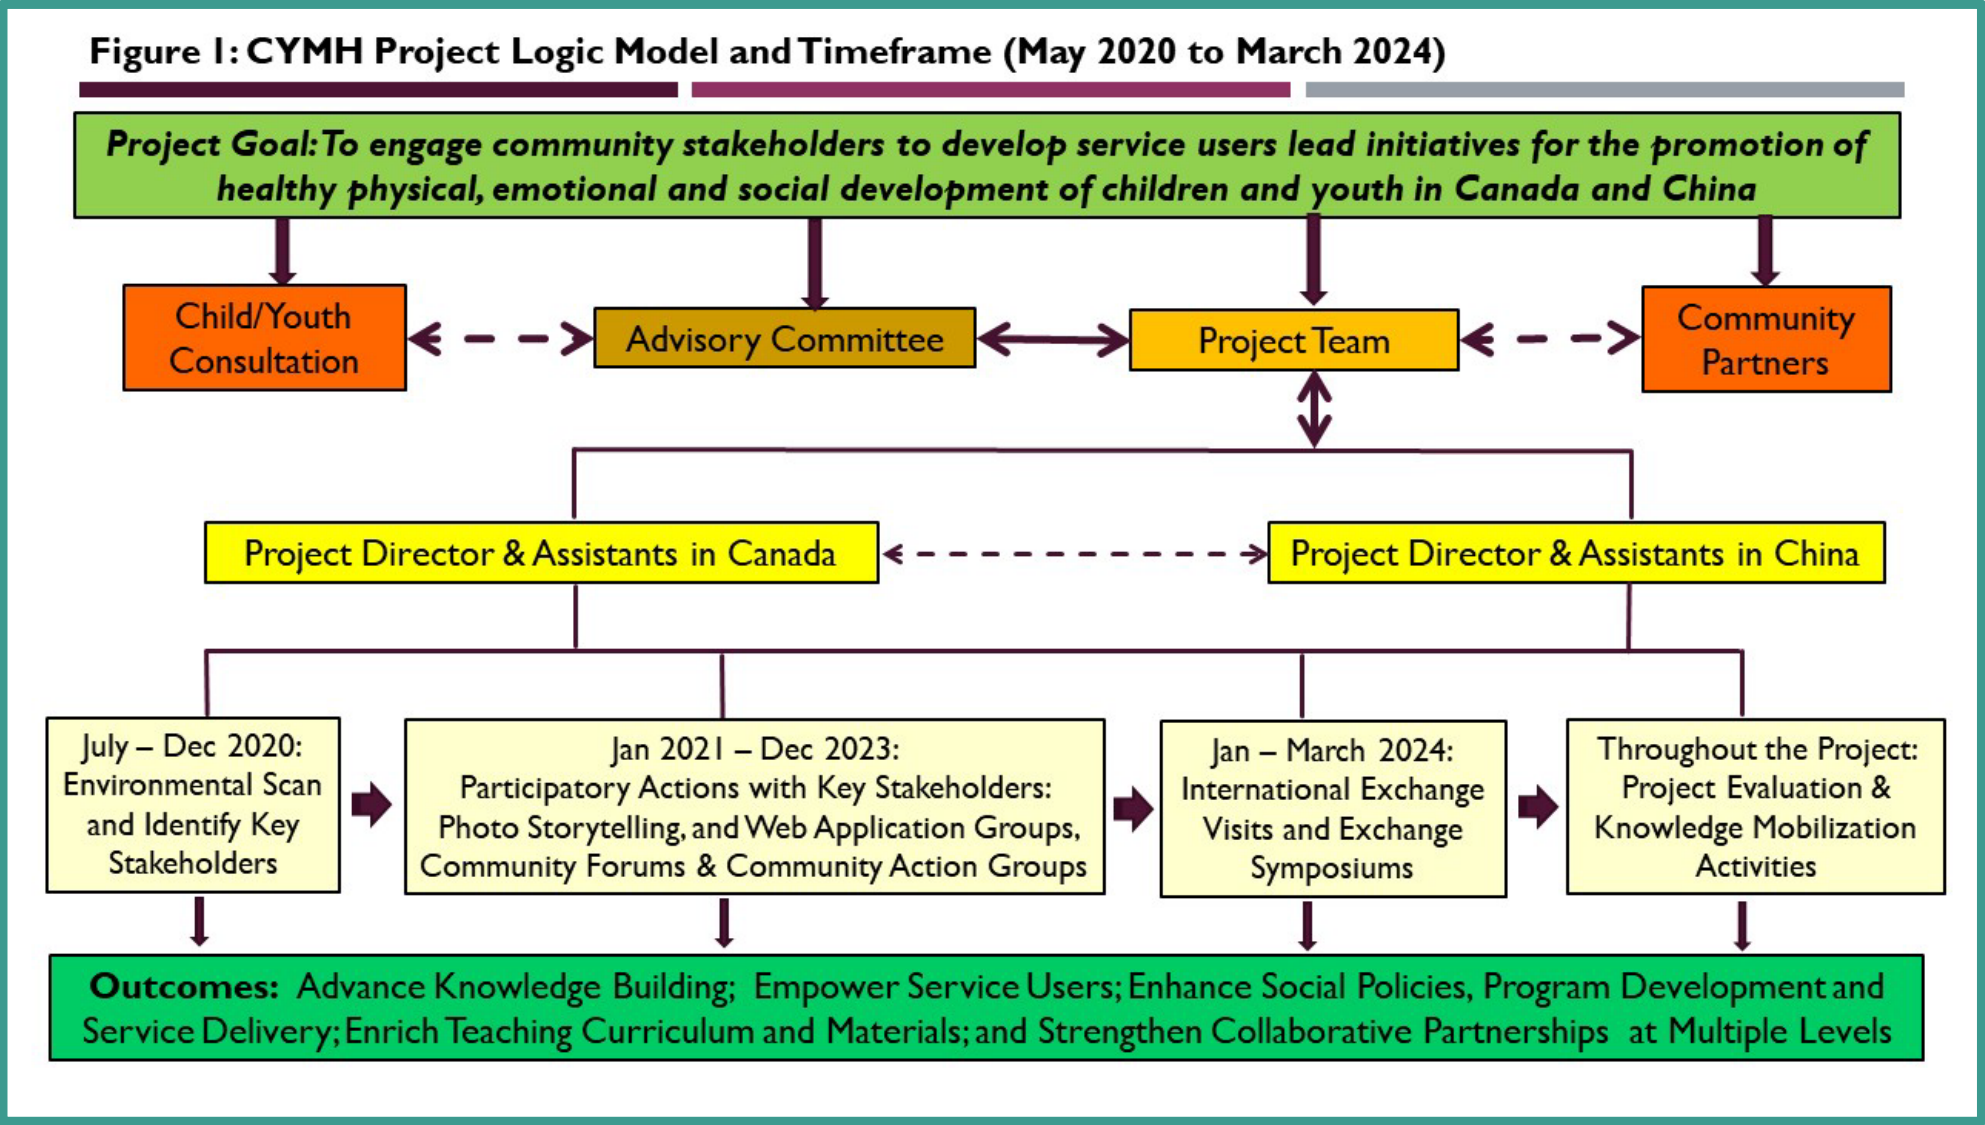 Figure 1: CYMH Project Logic Model and Timeframe (May 2020 to March 2024)
Project Goal: To engage community stakeholders to develop service users lead initiatives for the promotion of
healthy physical, emotional and social development of children and youth in Canada and China
Child/Youth
Consultation
Advisory Committee
Project Team
Community
Partners
Project Director & Assistants in Canada
Project Director & Assistants in China
July – Dec 2020:
Environmental Scan
and Identify Key
Stakeholders
Jan 2021 – Dec 2023:
Participatory Actions with Key Stakeholders:
Photo Storytelling, and Web Application Groups,
Community Forums & Community Action Groups
Jan – March 2024:
International Exchange
Visits and Exchange
Symposiums
Throughout the Project:
Project Evaluation &
Knowledge Mobilization
Activities
Outcomes: Advance Knowledge Building; Empower Service Users; Enhance Social Policies, Program Development and
Service Delivery; Enrich Teaching Curriculum and Materials; and Strengthen Collaborative Partnerships at Multiple Levels